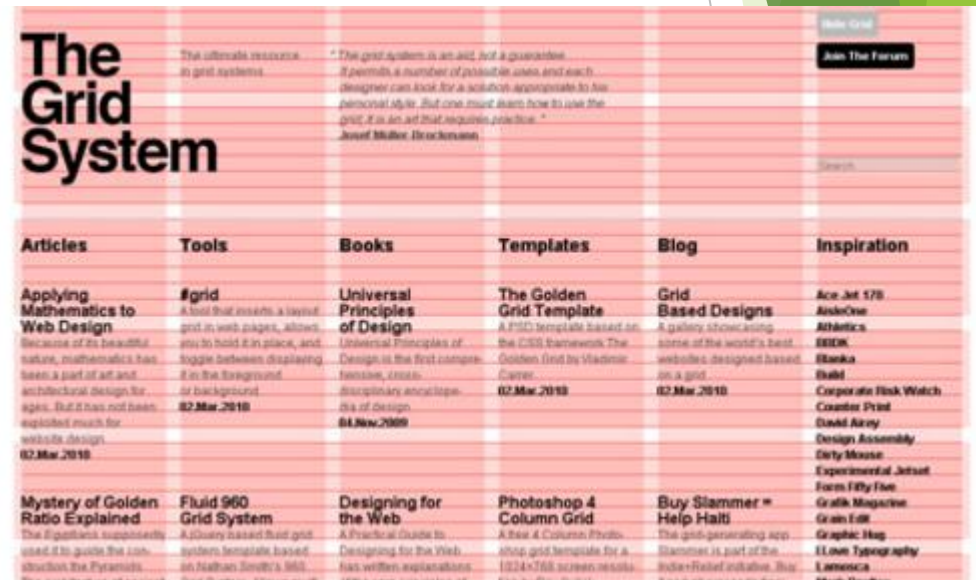 The
Grid
System
The ultimate resource
in grid systems
" The grid system is an aid, not a guarantee.
It permits a number of possible uses and each
designer can look for a solution appropriate to his
personal style. But one must learn how to use the
grid; it is an art that requires practice. "
Josef Müller-Brockmann
Hide Grid
Join The Forum
Search
Articles
Applying
Mathematics to
Web Design
Because of its beautiful
nature, mathematics has
been a part of art and
architectural design for
ages. But it has not been
exploited much for
website design
02.Mar.2010
Mystery of Golden
Ratio Explained
The Egyptians supposedly
used it to guide the con-
struction the Pyramids.
Tools
#grid
A tool that inserts a layout
grid in web pages, allows
you to hold it in place, and
toggle between displaying
it in the foreground
or background
02.Mar.2010
Fluid 960
Grid System
A jQuery based fluid grid
system template based
on Nathan Smith's 960
Books
Universal
Principles
of Design
Universal Principles of
Design is the first compre-
hensive, cross-
disciplinary encyclope-
dia of design
04.Nov.2009
Designing for
the Web
A Practical Guide to
Designing for the Web
has written explanations
Templates
The Golden
Grid Template
A PSD template based on
the CSS framework The
Golden Grid by Vladimir
Carrer
02.Mar.2010
Photoshop 4
Column Grid
A free 4 Column Photo-
shop grid template for a
1024×768 screen resolu-
Blog
Grid
Based Designs
A gallery showcasing
some of the world's best
websites designed based
on a grid
02.Mar.2010
Buy Slammer =
Help Haiti
The grid-generating app
Slammer is part of the
Indie+Relief initiative. Buy
Inspiration
Ace Jet 170
AisleOne
Athletics
BBDK
Blanka
Build
Corporate Risk Watch
Counter Print
David Airey
Design Assembly
Dirty Mouse
Experimental Jetset
Form Fifty Five
Grafik Magazine
Grain Edit
Graphic Hug
I Love Typography
Lamosca